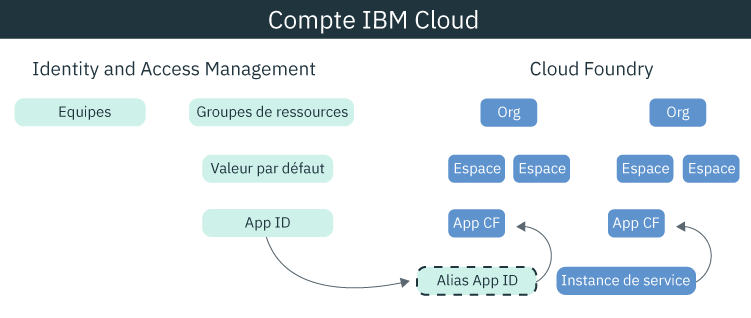 Compte IBM Cloud
Identity and Access Management
Cloud Foundry
Equipes
Groupes de ressources
Org
Org
Valeur par défaut
Espace
Espace
Espace
Espace
App ID
App CF
App CF
Alias App ID
Instance de service